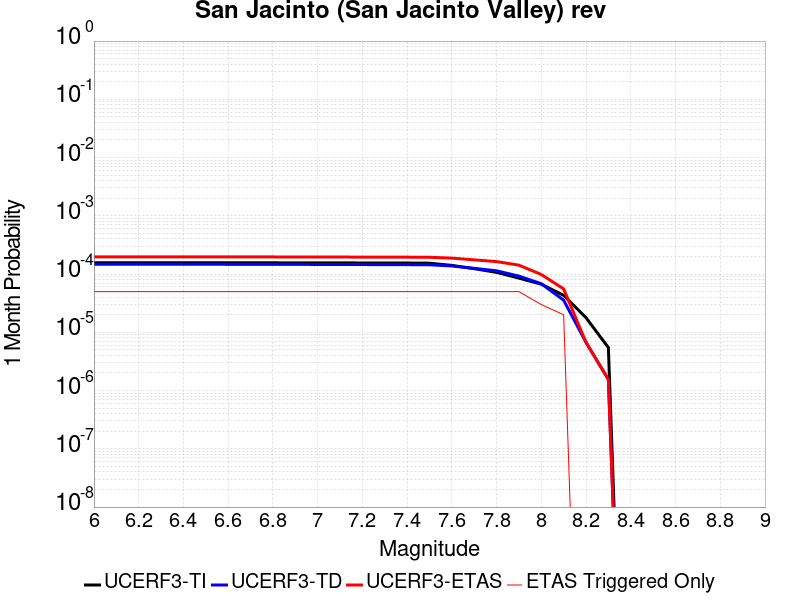 San Jacinto (San Jacinto Valley) rev
10^0
10^-1
10^-2
10^-3
10^-4
10^-5
10^-6
10^-7
10^-8
1 Month Probability
6 6.2 6.4 6.6 6.8 7 7.2 7.4 7.6 7.8 8 8.2 8.4 8.6 8.8 9
Magnitude
UCERF3-TI UCERF3-TD UCERF3-ETAS ETAS Triggered Only